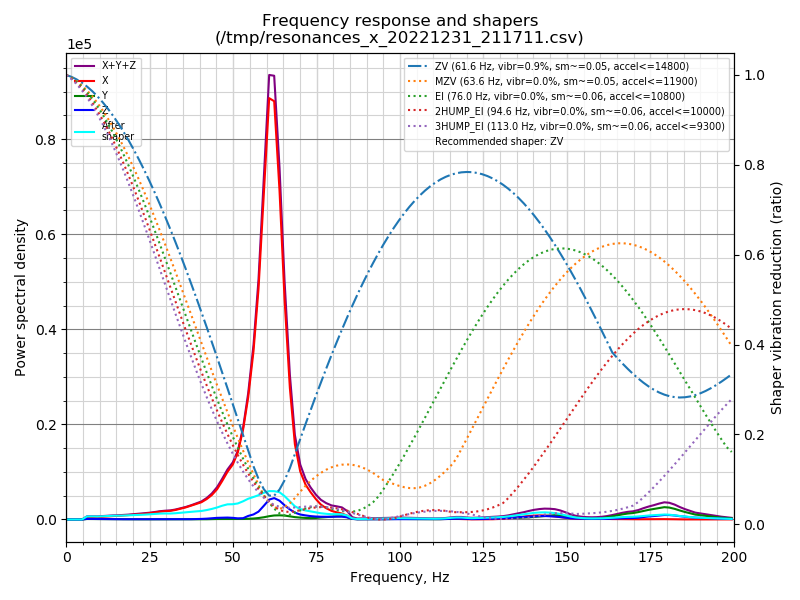 Frequency response and shapers
(/tmp/resonances_x_20221231_211711.csv)
1e5
X+Y+Z
X
Y
Z
After
shaper
ZV (61.6 Hz, vibr=0.9%, sm~=0.05, accel<=14800)
MZV (63.6 Hz, vibr=0.0%, sm~=0.05, accel<=11900)
EI (76.0 Hz, vibr=0.0%, sm~=0.06, accel<=10800)
2HUMP_EI (94.6 Hz, vibr=0.0%, sm~=0.06, accel<=10000)
3HUMP_EI (113.0 Hz, vibr=0.0%, sm~=0.06, accel<=9300)
Recommended shaper: ZV
Power spectral density
0.8
0.6
0.4
0.2
0.0
1.0
0.8
0.6
0.4
0.2
0.0
Shaper vibration reduction (ratio)
0 25 50 75 100 125 150 175 200
Frequency, Hz